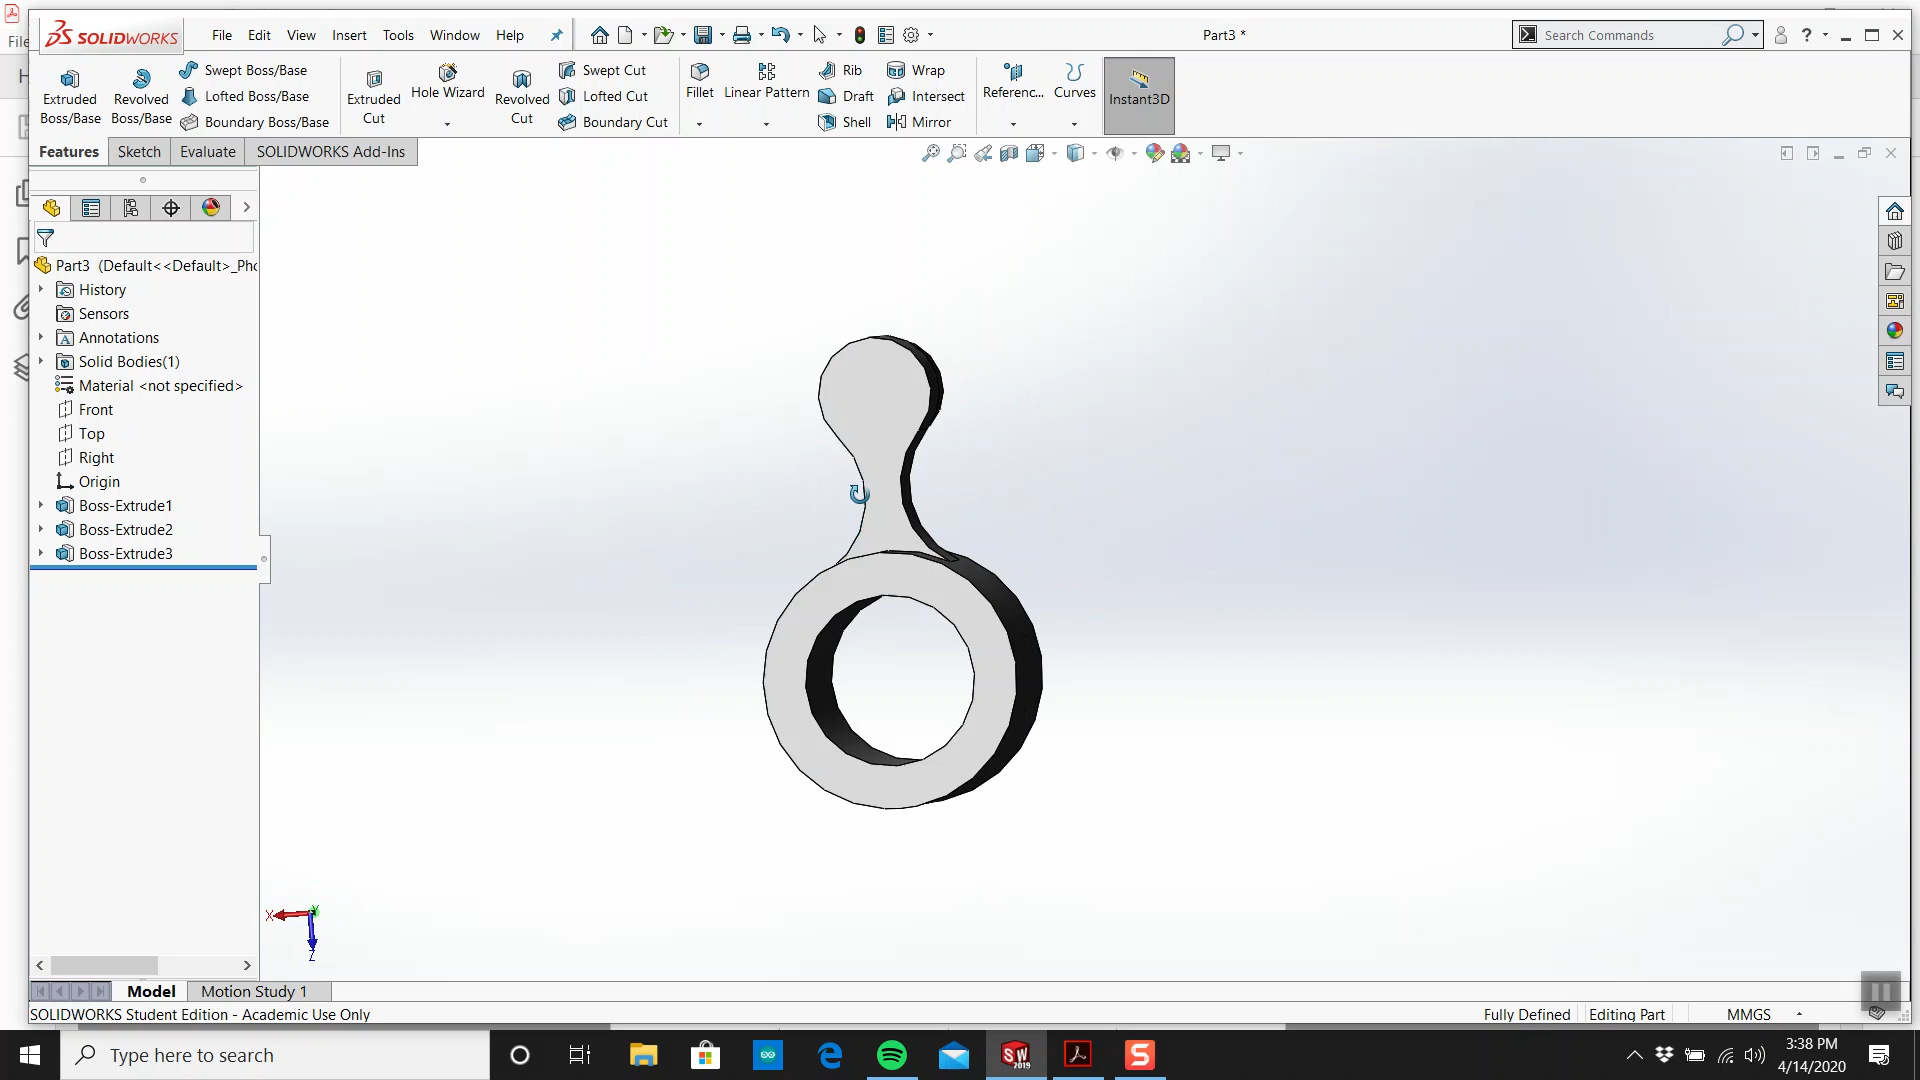 SOLIDWORKS File Edit View Insert Tools Window Help Part3 * Search Commands ?
File
Extruded Boss/Base
Revolved Boss/Base
Swept Boss/Base
Lofted Boss/Base
Boundary Boss/Base
Extruded Cut
Hole Wizard
Revolved Cut
Swept Cut
Lofted Cut
Boundary Cut
Fillet
Linear Pattern
Rib
Draft
Shell
Wrap
Intersect
Mirror
Referenc...
Curves
Instant3D
Features Sketch Evaluate SOLIDWORKS Add-Ins
Part3 (Default<<Default>_Pho
History
Sensors
Annotations
Solid Bodies(1)
Material <not specified>
Front
Top
Right
Origin
Boss-Extrude1
Boss-Extrude2
Boss-Extrude3
X Y
Z
Model Motion Study 1
SOLIDWORKS Student Edition - Academic Use Only Fully Defined Editing Part MMGS
Type here to search
SW 2019
S
3:38 PM
4/14/2020